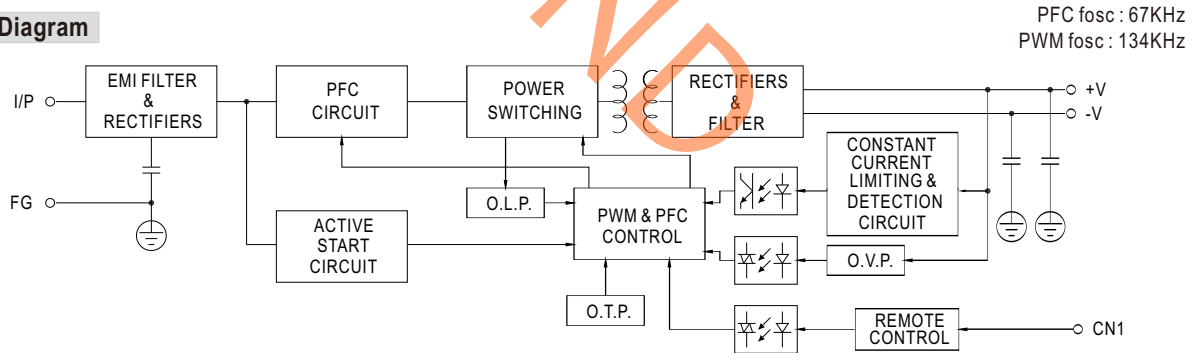 Diagram
PFC fosc : 67KHz
PWM fosc : 134KHz
I/P
EMI FILTER
&
RECTIFIERS
PFC
CIRCUIT
POWER
SWITCHING
RECTIFIERS
&
FILTER
+V
-V
FG
ACTIVE
START
CIRCUIT
O.L.P.
PWM & PFC
CONTROL
O.T.P.
CONSTANT
CURRENT
LIMITING &
DETECTION
CIRCUIT
O.V.P.
REMOTE
CONTROL
CN1